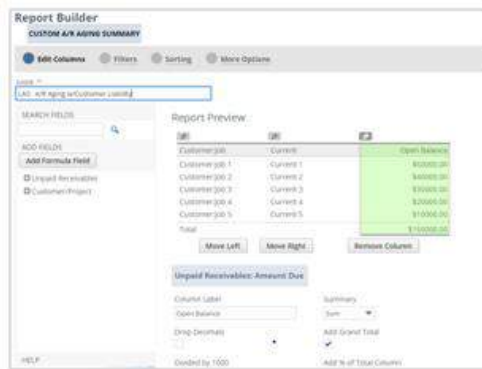 Report Builder
CUSTOM A/R AGING SUMMARY
Edit Columns Filters Sorting More Options
NAME *
A/R Aging w/Customer Liability
SEARCH FIELDS
Report Preview
ADD FIELDS
Add Formula Field
Unpaid Receivables
Customer/Project
Customer:Job Current Open Balance
Customer:Job 1 Current 1 $50000.00
Customer:Job 2 Current 2 $40000.00
Customer:Job 3 Current 3 $30000.00
Customer:Job 4 Current 4 $20000.00
Customer:Job 5 Current 5 $10000.00
Total $150000.00
Move Left Move Right Remove Column
Unpaid Receivables: Amount Due
Column Label Summary
Open Balance Sum
Drop Decimals Add Grand Total
HELP Divided by 1000 Add % of Total Column